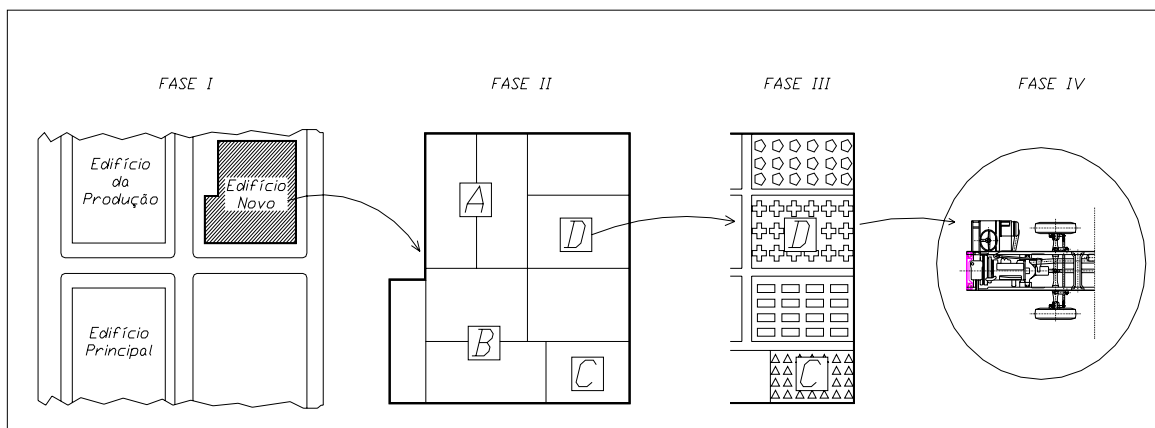 FASE I
FASE II
FASE III
FASE IV
Edifício
da
Produção
Edifício
Novo
Edifício
Principal
A
B
D
C
D
C